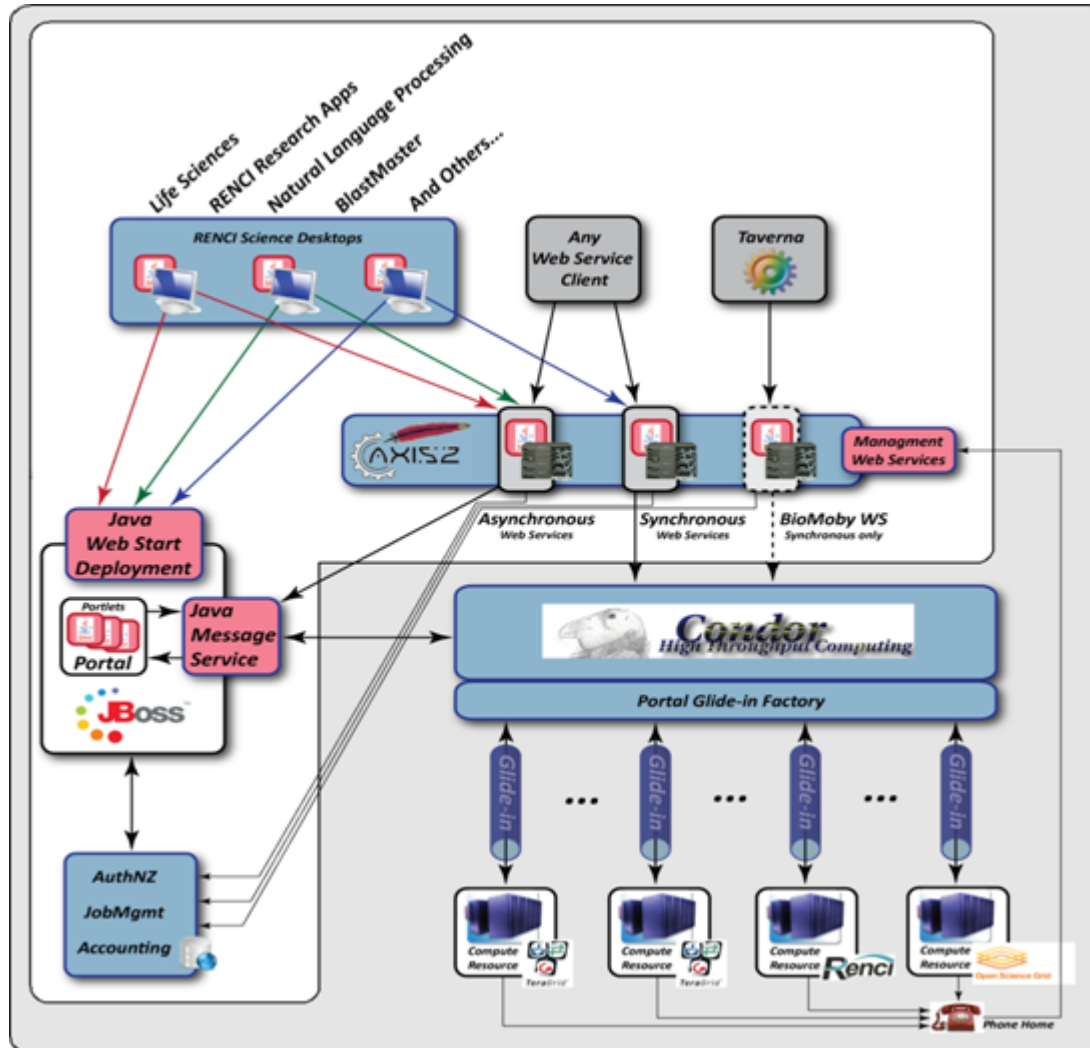 Life Sciences
RENCI Research Apps
Natural Language Processing
BlastMaster
And Others...
RENCI Science Desktops
Any
Web Service
Client
Taverna
AXIS2
Managment
Web Services
Asynchronous
Web Services
Synchronous
Web Services
BioMoby WS
Synchronous only
Java
Web Start
Deployment
Portlets
Portal
Java
Message
Service
JBoss
Condor
High Throughput Computing
Portal Glide-in Factory
Glide-in
...
Glide-in
...
Glide-in
...
Glide-in
AuthNZ
JobMgmt
Accounting
Compute
Resource
TeraGrid
Compute
Resource
TeraGrid
Compute
Resource
Renci
Compute
Resource
Open Science Grid
Phone Home